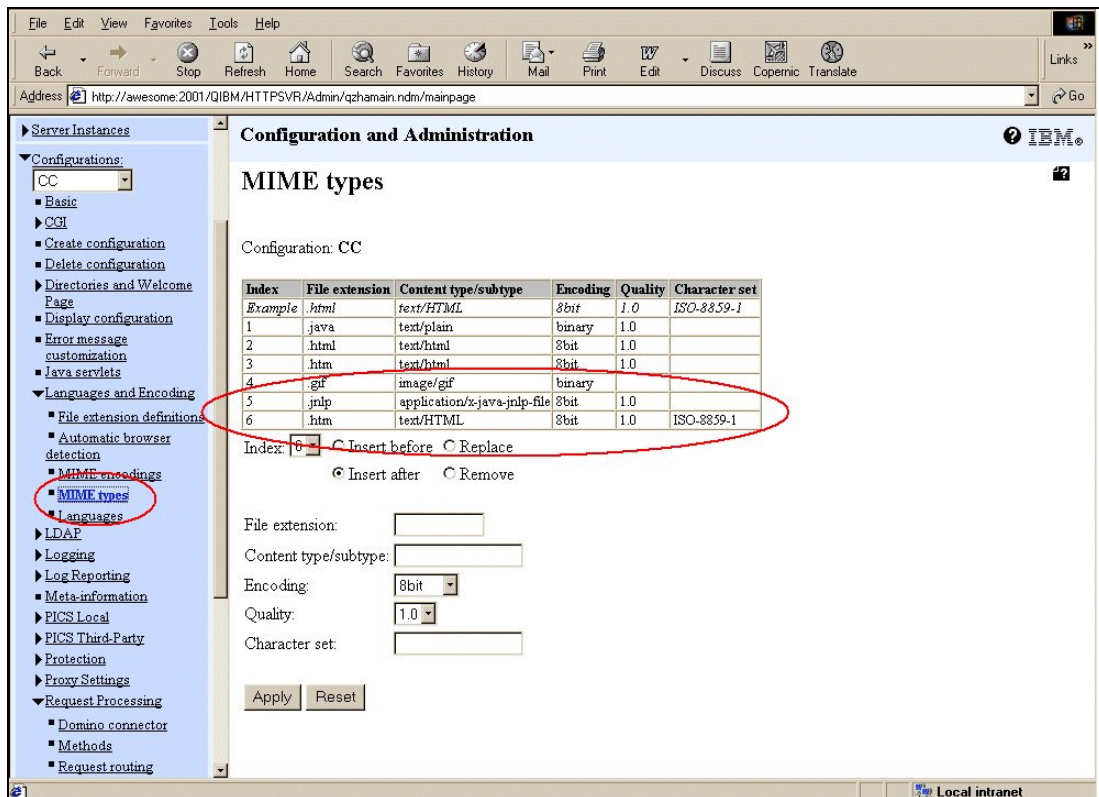 File Edit View Favorites Tools Help
Back Forward Stop Refresh Home Search Favorites History Mail Print Edit Discuss Copernic Translate Links »
Address http://awesome:2001/QIBM/HTTPSVR/Admin/qzhamain.ndm/mainpage Go
Server Instances
Configurations:
CC
Basic
CGI
Create configuration
Delete configuration
Directories and Welcome
Page
Display configuration
Error message
customization
Java servlets
Languages and Encoding
File extension definitions
Automatic browser
detection
MIME encodings
MIME types
Languages
LDAP
Logging
Log Reporting
Meta-information
PICS Local
PICS Third-Party
Protection
Proxy Settings
Request Processing
Domino connector
Methods
Request routing
Configuration and Administration
IBM®
MIME types
Configuration: CC
Index File extension Content type/subtype Encoding Quality Character set
Example .html text/HTML 8bit 1.0 ISO-8859-1
1 .java text/plain binary 1.0
2 .html text/html 8bit 1.0
3 .htm text/html 8bit 1.0
4 .gif image/gif binary
5 .jnlp application/x-java-jnlp-file 8bit 1.0
6 .htm text/HTML 8bit 1.0 ISO-8859-1
Index: 6 Insert before Replace
Insert after Remove
File extension:
Content type/subtype:
Encoding: 8bit
Quality: 1.0
Character set:
Apply Reset
Local intranet